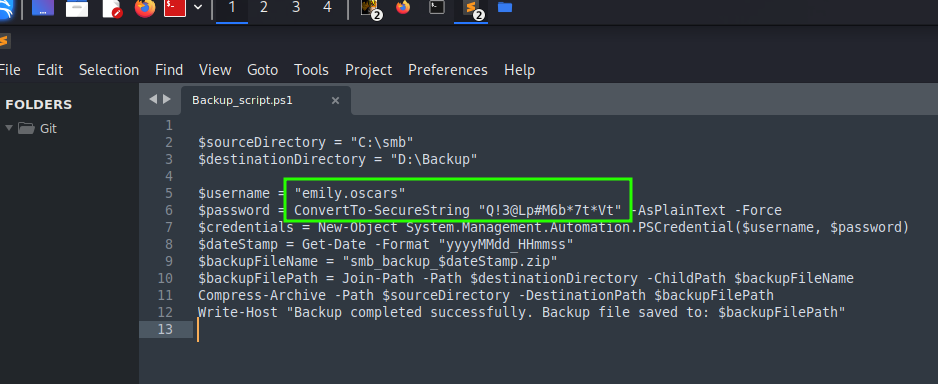 1 2 3 4 2 2
File Edit Selection Find View Goto Tools Project Preferences Help
FOLDERS
Git
Backup_script.ps1 ×
1
2 $sourceDirectory = "C:\smb"
3 $destinationDirectory = "D:\Backup"
4
5 $username = "emily.oscars"
6 $password = ConvertTo-SecureString "Q!3@Lp#M6b*7t*Vt" -AsPlainText -Force
7 $credentials = New-Object System.Management.Automation.PSCredential($username, $password)
8 $dateStamp = Get-Date -Format "yyyyMMdd_HHmmss"
9 $backupFileName = "smb_backup_$dateStamp.zip"
10 $backupFilePath = Join-Path -Path $destinationDirectory -ChildPath $backupFileName
11 Compress-Archive -Path $sourceDirectory -DestinationPath $backupFilePath
12 Write-Host "Backup completed successfully. Backup file saved to: $backupFilePath"
13